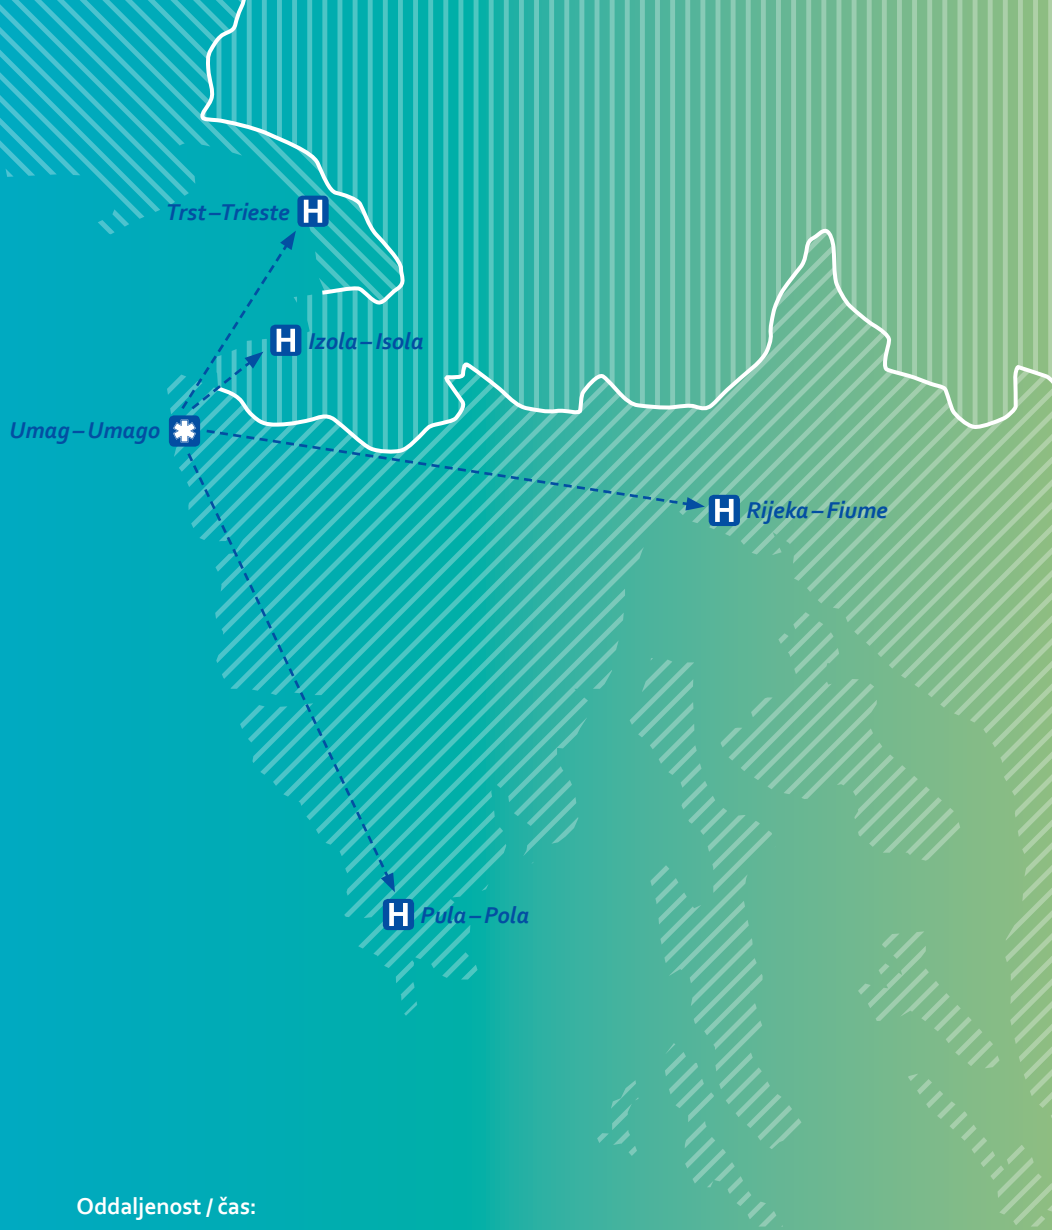 Trst–Trieste H
H Izola–Isola
Umag–Umago
H Rijeka–Fiume
H Pula–Pola
Oddaljenost / čas: